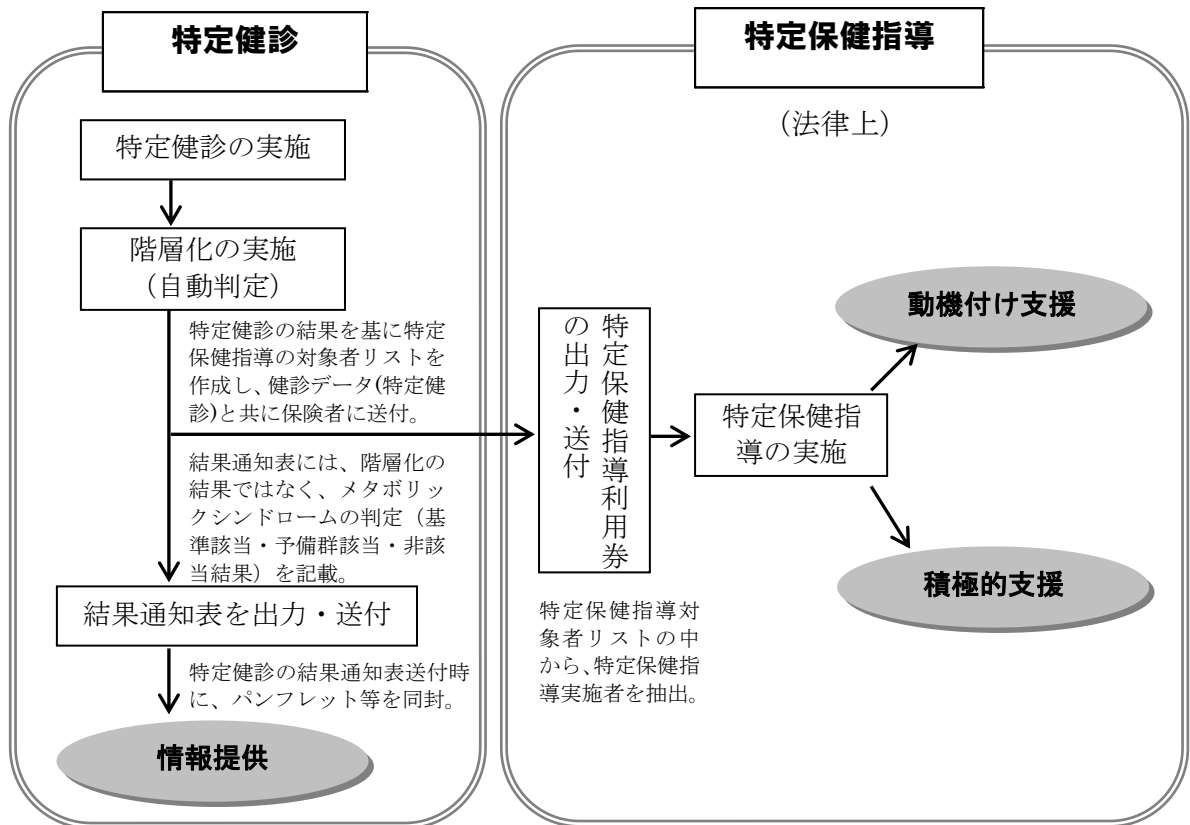 特定健診
特定健診の実施
階層化の実施
（自動判定）
特定健診の結果を基に特定
保健指導の対象者リストを
作成し、健診データ(特定健
診)と共に保険者に送付。
結果通知表には、階層化の
結果ではなく、メタボリッ
クシンドロームの判定（基
準該当・予備群該当・非該
当結果）を記載。
結果通知表を出力・送付
特定健診の結果通知表送付時
に、パンフレット等を同封。
情報提供
特定保健指導
（法律上）
特定保健指導利用券
の出力・送付
特定保健指導対
象者リストの中
から、特定保健指
導実施者を抽出。
特定保健指
導の実施
動機付け支援
積極的支援